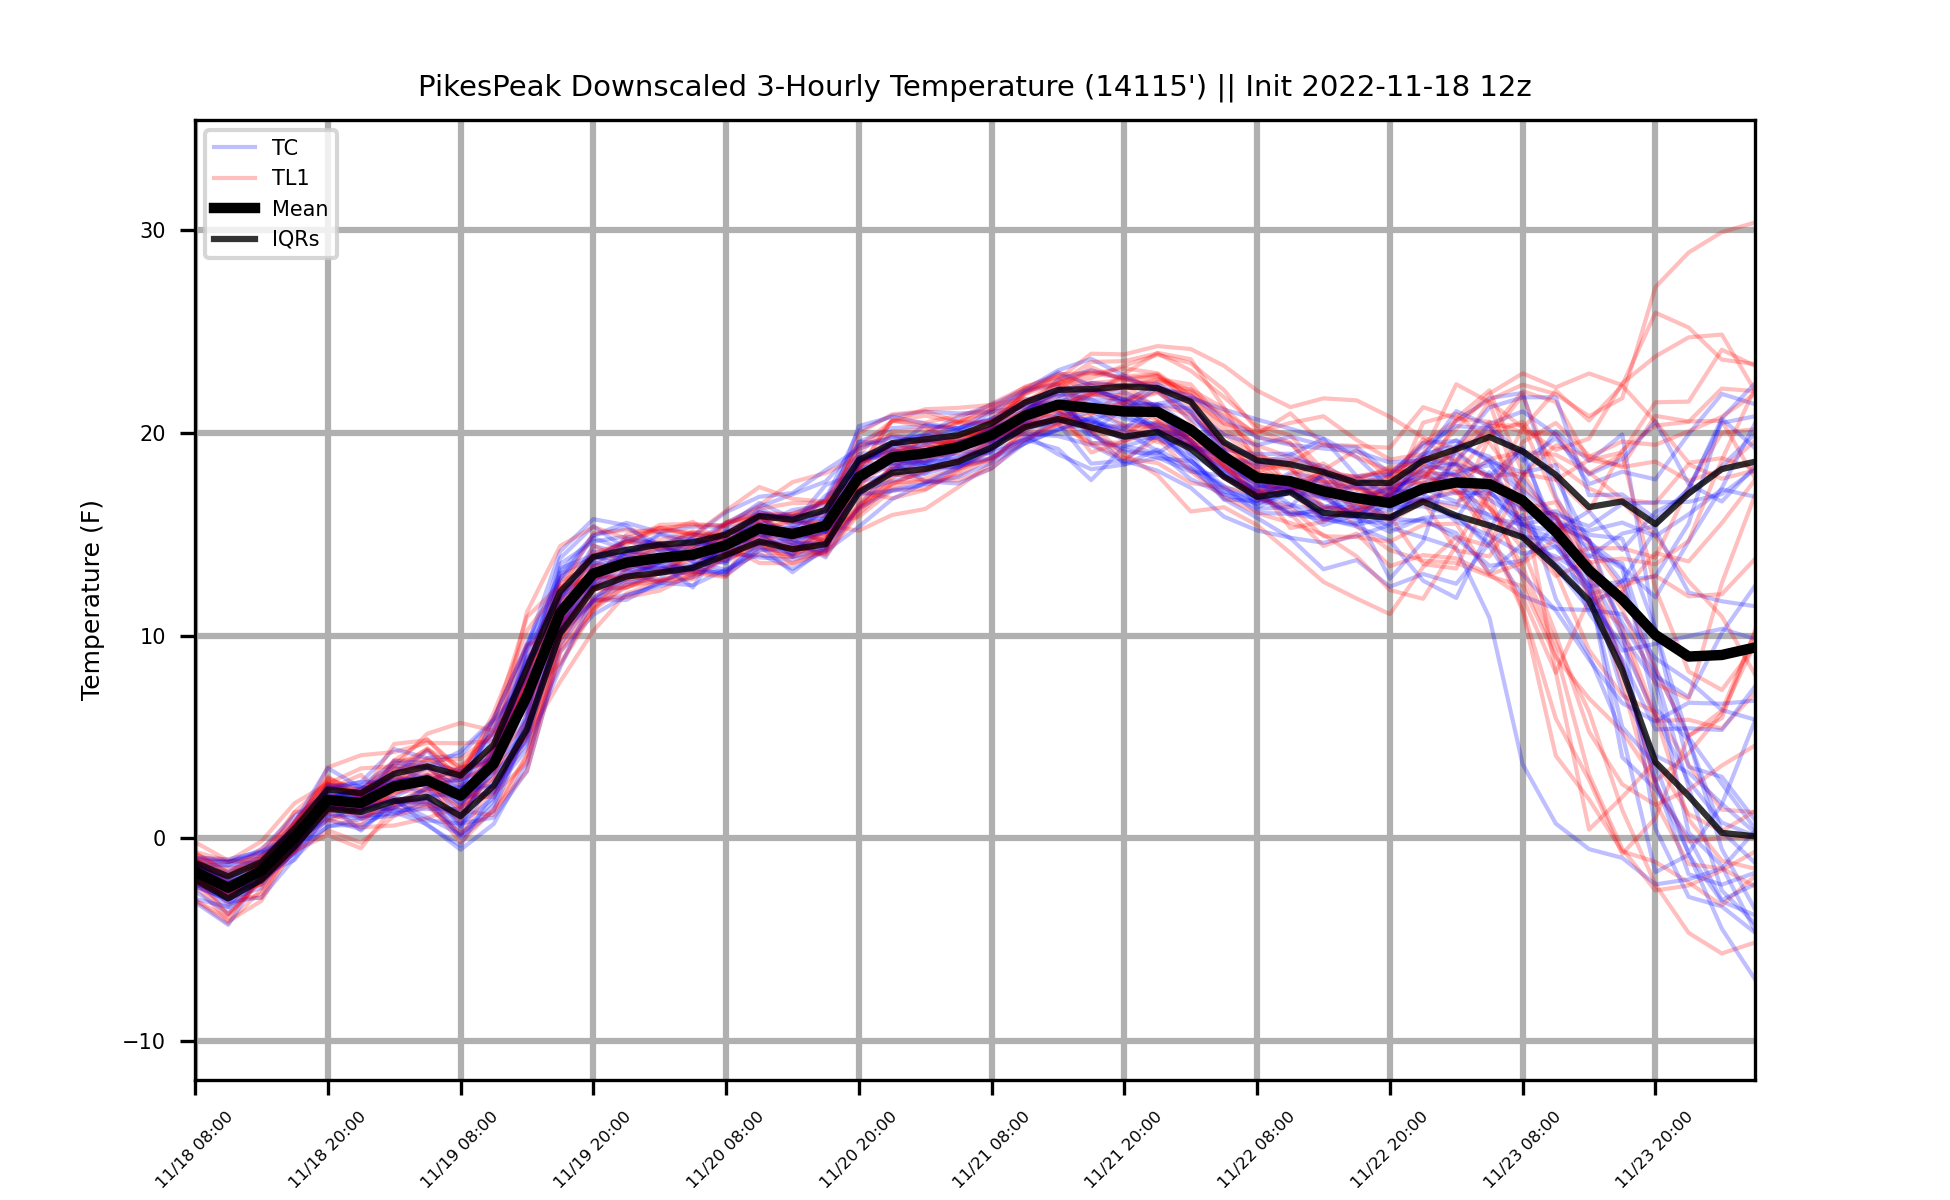 PikesPeak Downscaled 3-Hourly Temperature (14115') || Init 2022-11-18 12z
TC
TL1
Mean
IQRs
Temperature (F)
30
20
10
0
−10
11/18 08:00
11/18 20:00
11/19 08:00
11/19 20:00
11/20 08:00
11/20 20:00
11/21 08:00
11/21 20:00
11/22 08:00
11/22 20:00
11/23 08:00
11/23 20:00